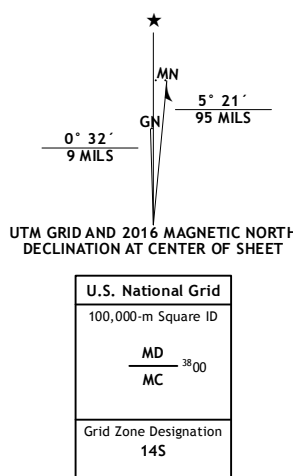 MN
5° 21´
95 MILS
GN
0° 32´
9 MILS
UTM GRID AND 2016 MAGNETIC NORTH
DECLINATION AT CENTER OF SHEET
U.S. National Grid
100,000-m Square ID
MD
3800
MC
Grid Zone Designation
14S